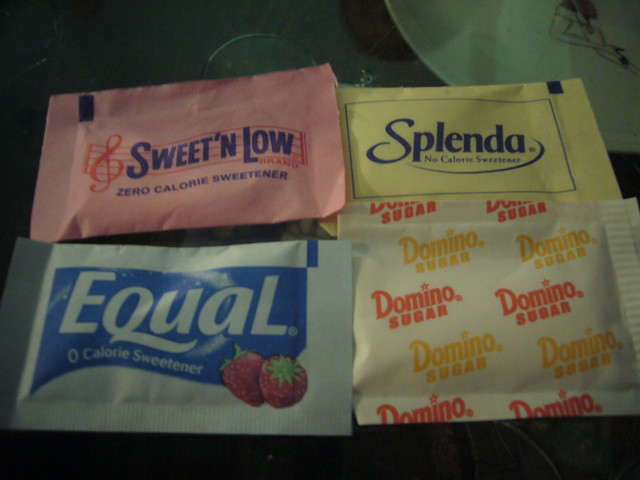 SWEET'N LOW®
BRAND
ZERO CALORIE SWEETENER
Splenda®
No Calorie Sweetener
EQUAL®
0 Calorie Sweetener
Domino SUGAR
Domino SUGAR
Domino®
SUGAR
Domino®
SUGAR
Domino®
SUGAR
Domino®
SUGAR
Domino®
SUGAR
Domino®
SUGAR
Domino®
Domino®